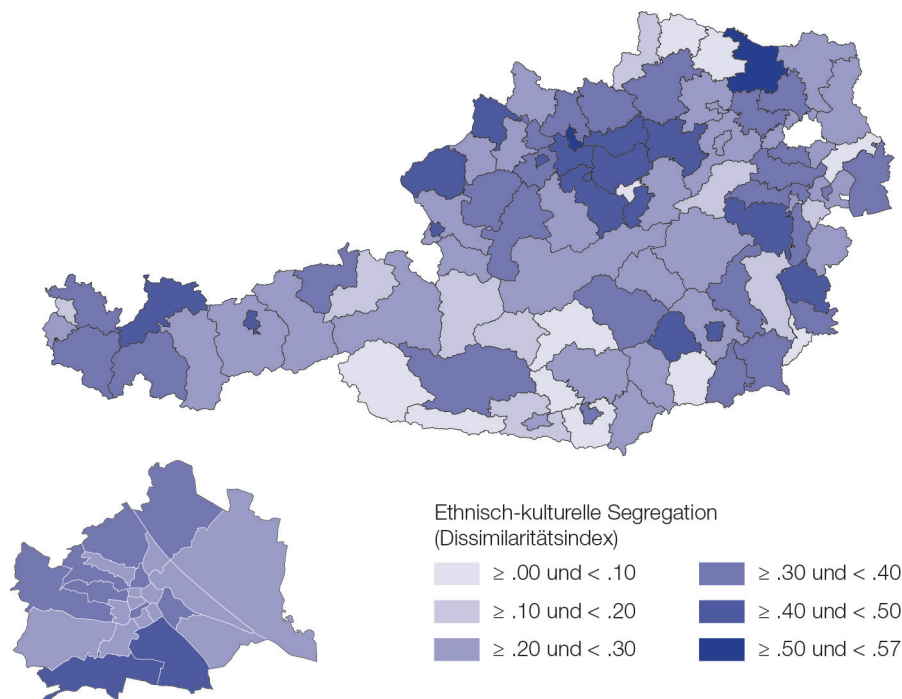 Ethnisch-kulturelle Segregation
(Dissimilaritätsindex)
≥ .00 und < .10
≥ .10 und < .20
≥ .20 und < .30
≥ .30 und < .40
≥ .40 und < .50
≥ .50 und < .57